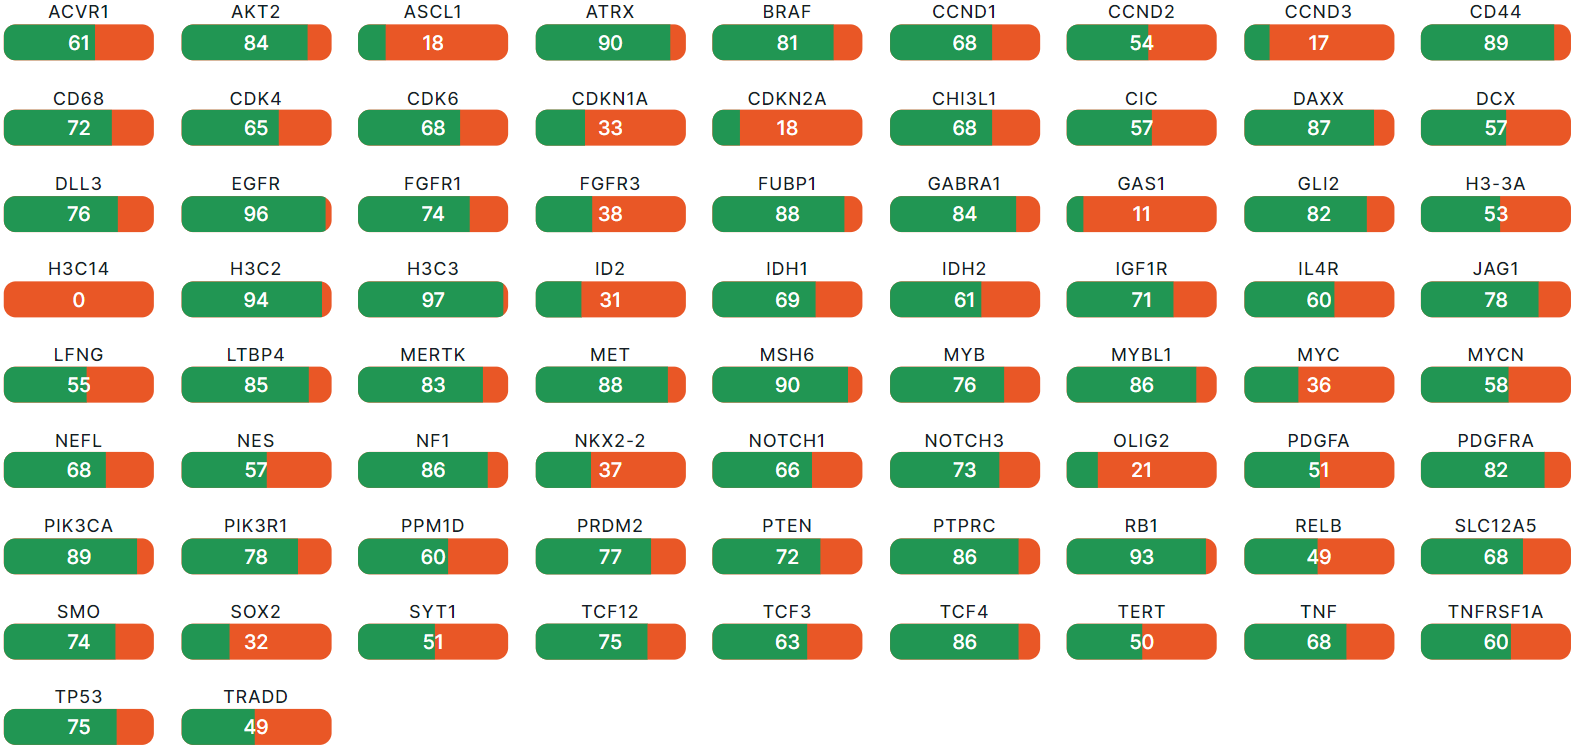 ACVR1 AKT2 ASCL1 ATRX BRAF CCND1 CCND2 CCND3 CD44
61 84 18 90 81 68 54 17 89
CD68 CDK4 CDK6 CDKN1A CDKN2A CHI3L1 CIC DAXX DCX
72 65 68 33 18 68 57 87 57
DLL3 EGFR FGFR1 FGFR3 FUBP1 GABRA1 GAS1 GLI2 H3-3A
76 96 74 38 88 84 11 82 53
H3C14 H3C2 H3C3 ID2 IDH1 IDH2 IGF1R IL4R JAG1
0 94 97 31 69 61 71 60 78
LFNG LTBP4 MERTK MET MSH6 MYB MYBL1 MYC MYCN
55 85 83 88 90 76 86 36 58
NEFL NES NF1 NKX2-2 NOTCH1 NOTCH3 OLIG2 PDGFA PDGFRA
68 57 86 37 66 73 21 51 82
PIK3CA PIK3R1 PPM1D PRDM2 PTEN PTPRC RB1 RELB SLC12A5
89 78 60 77 72 86 93 49 68
SMO SOX2 SYT1 TCF12 TCF3 TCF4 TERT TNF TNFRSF1A
74 32 51 75 63 86 50 68 60
TP53 TRADD
75 49